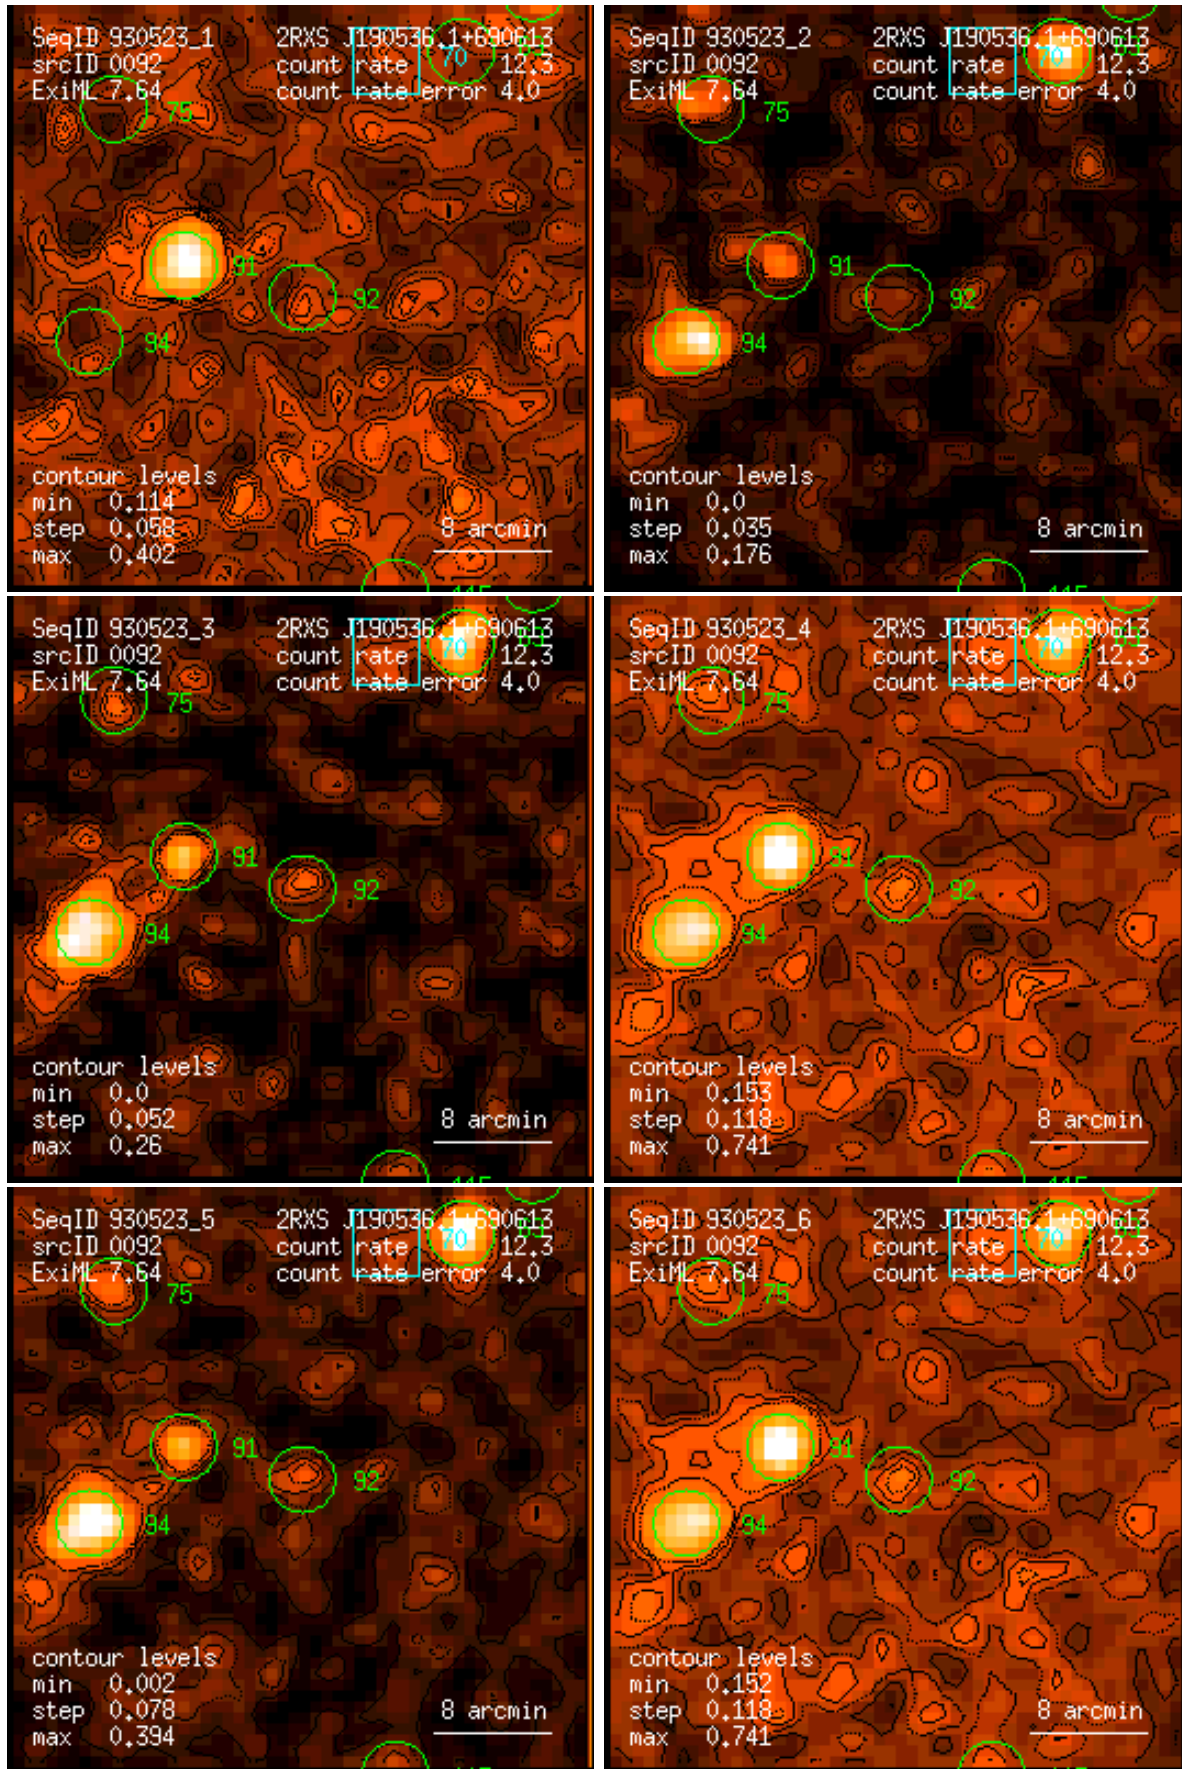 SeqID 930523_1 2RXS J190536.1+690613
srcID 0092 count rate 70 12.3
ExiML 7.64 count rate error 4.0
75
91
92
94
contour levels
min 0.114
step 0.058 8 arcmin
max 0.402
115
SeqID 930523_2 2RXS J190536.1+690613
srcID 0092 count rate 70 12.3
ExiML 7.64 count rate error 4.0
75
91
92
94
contour levels
min 0.0
step 0.035 8 arcmin
max 0.176
115
SeqID 930523_3 2RXS J190536.1+690613
srcID 0092 count rate 70 12.3
ExiML 7.64 count rate error 4.0
75
91
92
94
contour levels
min 0.0
step 0.052 8 arcmin
max 0.26
115
SeqID 930523_4 2RXS J190536.1+690613
srcID 0092 count rate 70 12.3
ExiML 7.64 count rate error 4.0
75
91
92
94
contour levels
min 0.153
step 0.118 8 arcmin
max 0.741
115
SeqID 930523_5 2RXS J190536.1+690613
srcID 0092 count rate 70 12.3
ExiML 7.64 count rate error 4.0
75
91
92
94
contour levels
min 0.002
step 0.078 8 arcmin
max 0.394
SeqID 930523_6 2RXS J190536.1+690613
srcID 0092 count rate 70 12.3
ExiML 7.64 count rate error 4.0
75
91
92
94
contour levels
min 0.152
step 0.118 8 arcmin
max 0.741